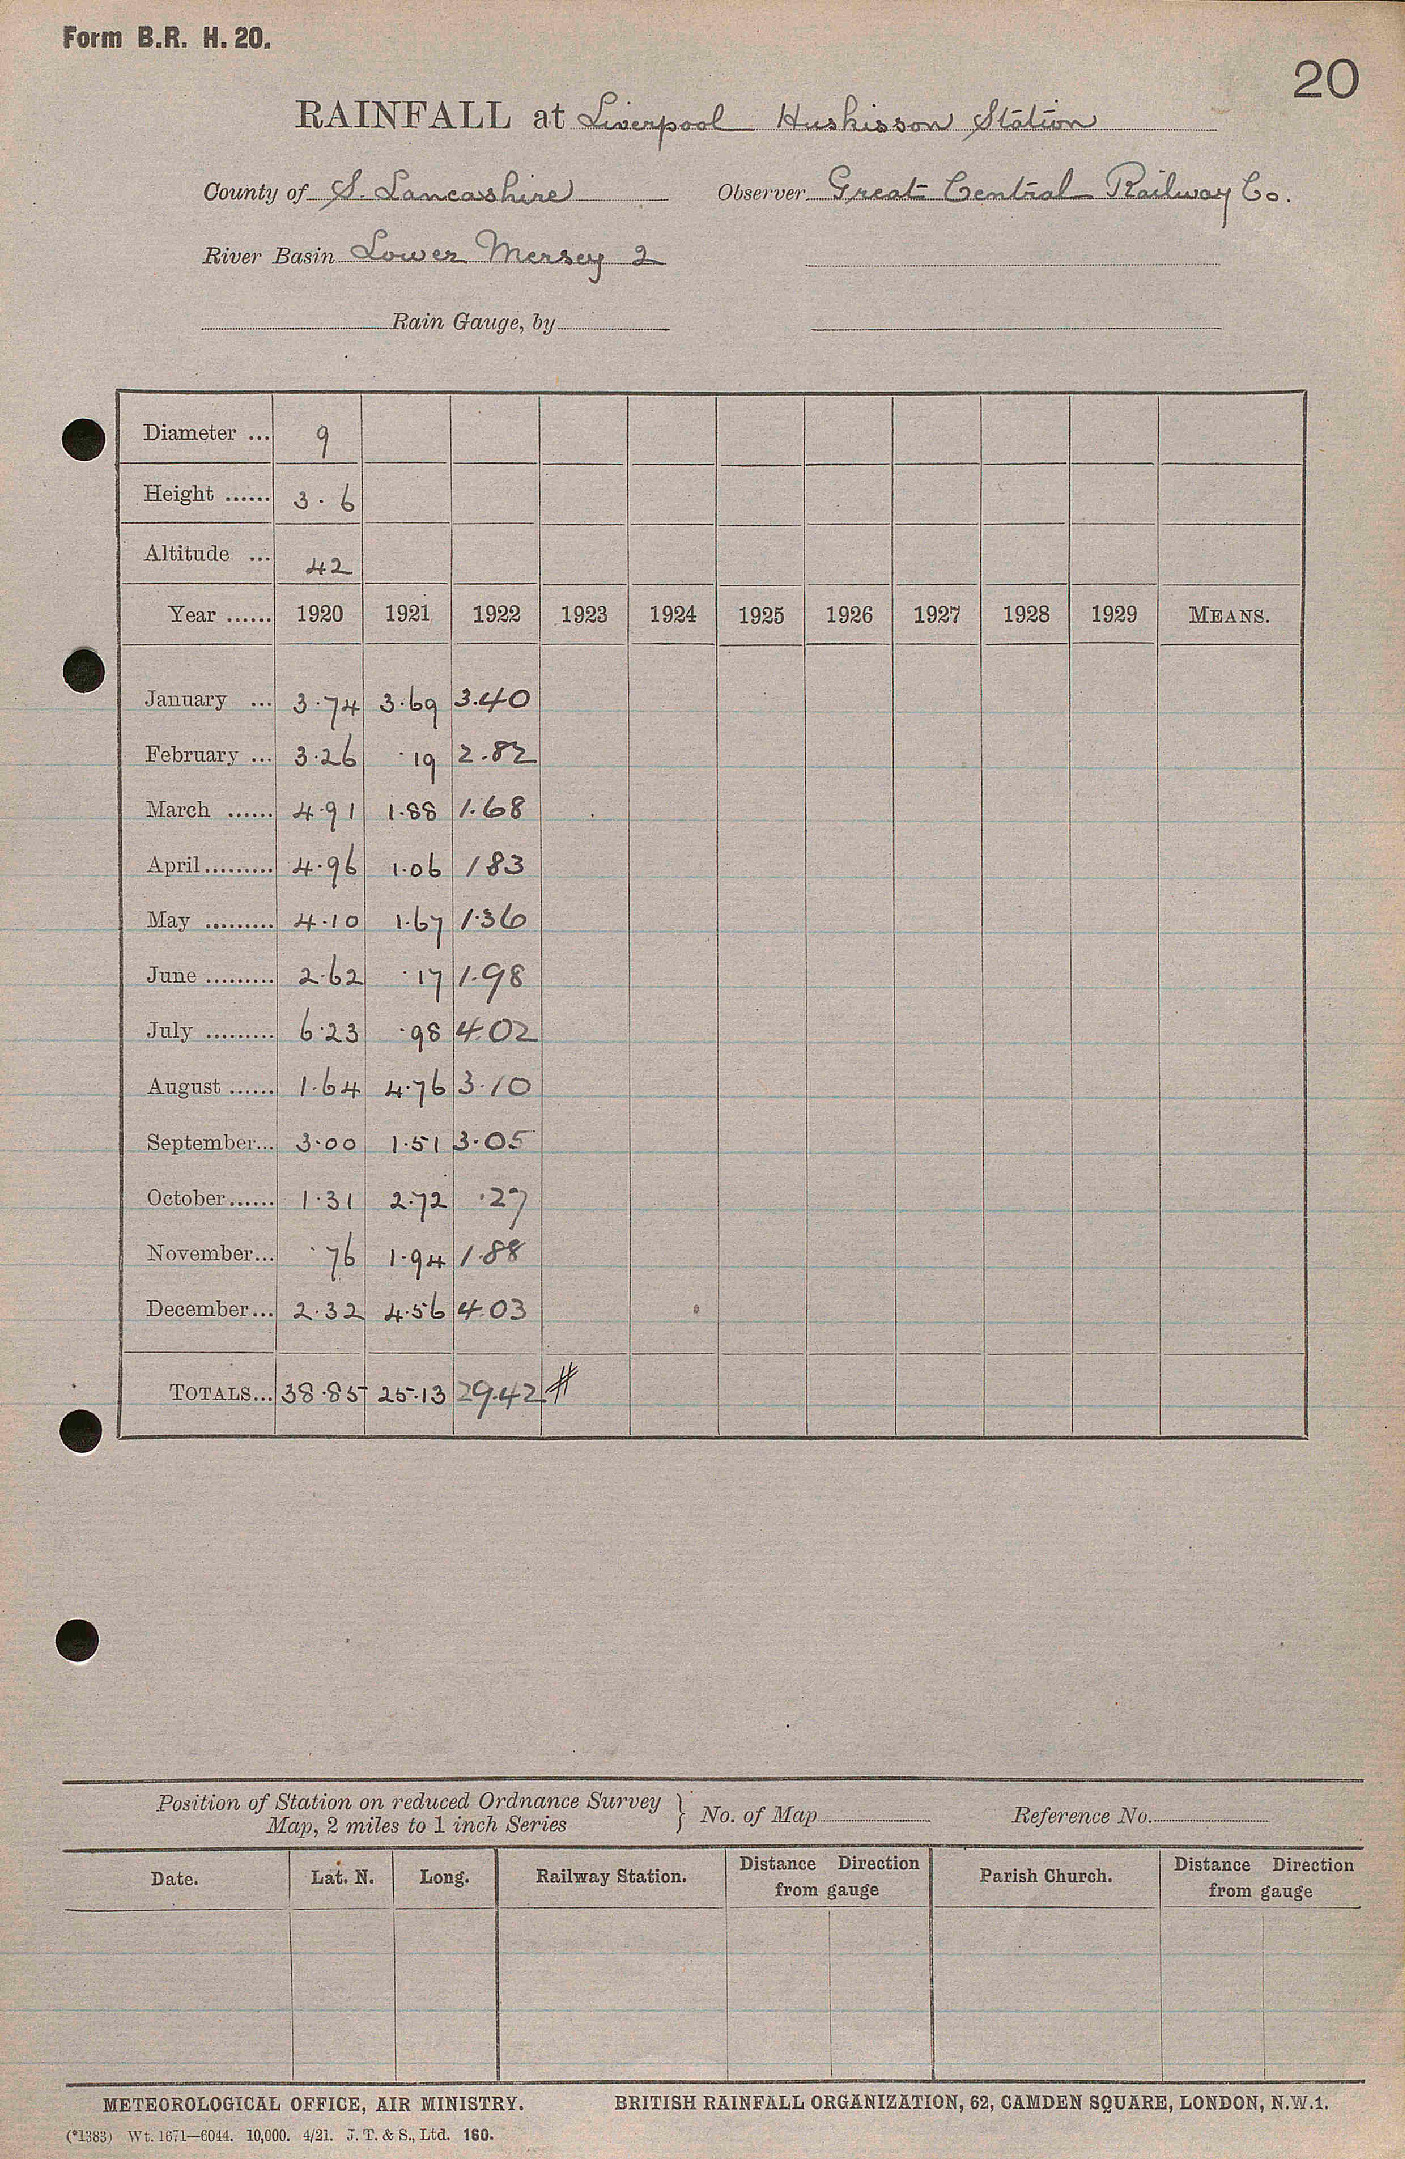 Form B.R. H. 20.
20
RAINFALL at Liverpool Huskisson Station
County of S. Lancashire Observer Great Central Railway Co.
River Basin Lower Mersey 2
Rain Gauge, by
Diameter ... 9
Height ...... 3.6
Altitude ... 42
Year ...... 1920 1921 1922 1923 1924 1925 1926 1927 1928 1929 MEANS.
January ... 3.74 3.69 3.40
February ... 3.26 .19 2.82
March ...... 4.91 1.88 1.68
April ......... 4.96 1.06 1 83
May ......... 4.10 1.67 1.36
June ......... 2.62 .17 1.98
July ......... 6.23 .98 4.02
August ...... 1.64 4.76 3.10
September... 3.00 1.51 3.05
October...... 1.31 2.72 .27
November... .76 1.94 1.88
December... 2.32 4.56 4.03
TOTALS... 38.85 25.13 29.42 #
Position of Station on reduced Ordnance Survey
Map, 2 miles to 1 inch Series } No. of Map Reference No.
Date. Lat. N. Long. Railway Station. Distance Direction from gauge Parish Church. Distance Direction from gauge
METEOROLOGICAL OFFICE, AIR MINISTRY. BRITISH RAINFALL ORGANIZATION, 62, CAMDEN SQUARE, LONDON, N.W.1.
(*1383) Wt. 1671—6044. 10,000. 4/21. J. T. & S., Ltd. 160.